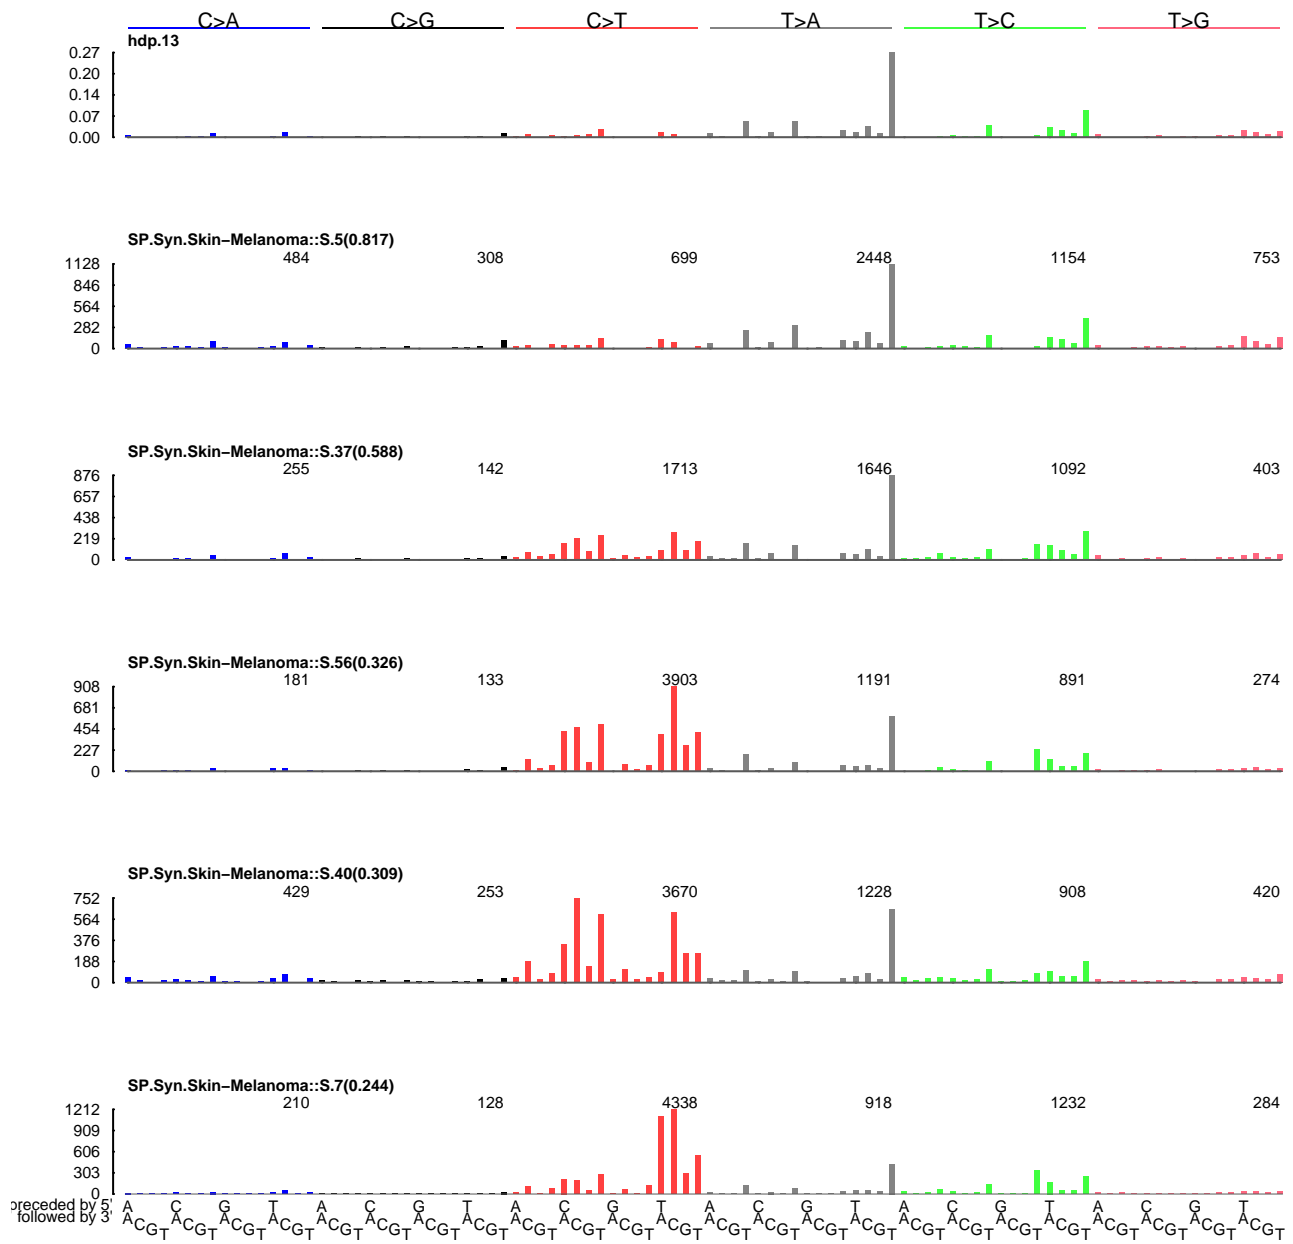 C>A C>G C>T T>A T>C T>G
hdp.13
0.27
0.20
0.14
0.07
0.00
SP.Syn.Skin−Melanoma::S.5(0.817)
484 308 699 2448 1154 753
1128
846
564
282
0
SP.Syn.Skin−Melanoma::S.37(0.588)
255 142 1713 1646 1092 403
876
657
438
219
0
SP.Syn.Skin−Melanoma::S.56(0.326)
181 133 3903 1191 891 274
908
681
454
227
0
SP.Syn.Skin−Melanoma::S.40(0.309)
429 253 3670 1228 908 420
752
564
376
188
0
SP.Syn.Skin−Melanoma::S.7(0.244)
210 128 4338 918 1232 284
1212
909
606
303
0
preceded by 5' A C G T A C G T A C G T A C G T A C G T A C G T
followed by 3' A C G T A C G T A C G T A C G T A C G T A C G T A C G T A C G T A C G T A C G T A C G T A C G T A C G T A C G T A C G T A C G T A C G T A C G T A C G T A C G T A C G T A C G T A C G T A C G T